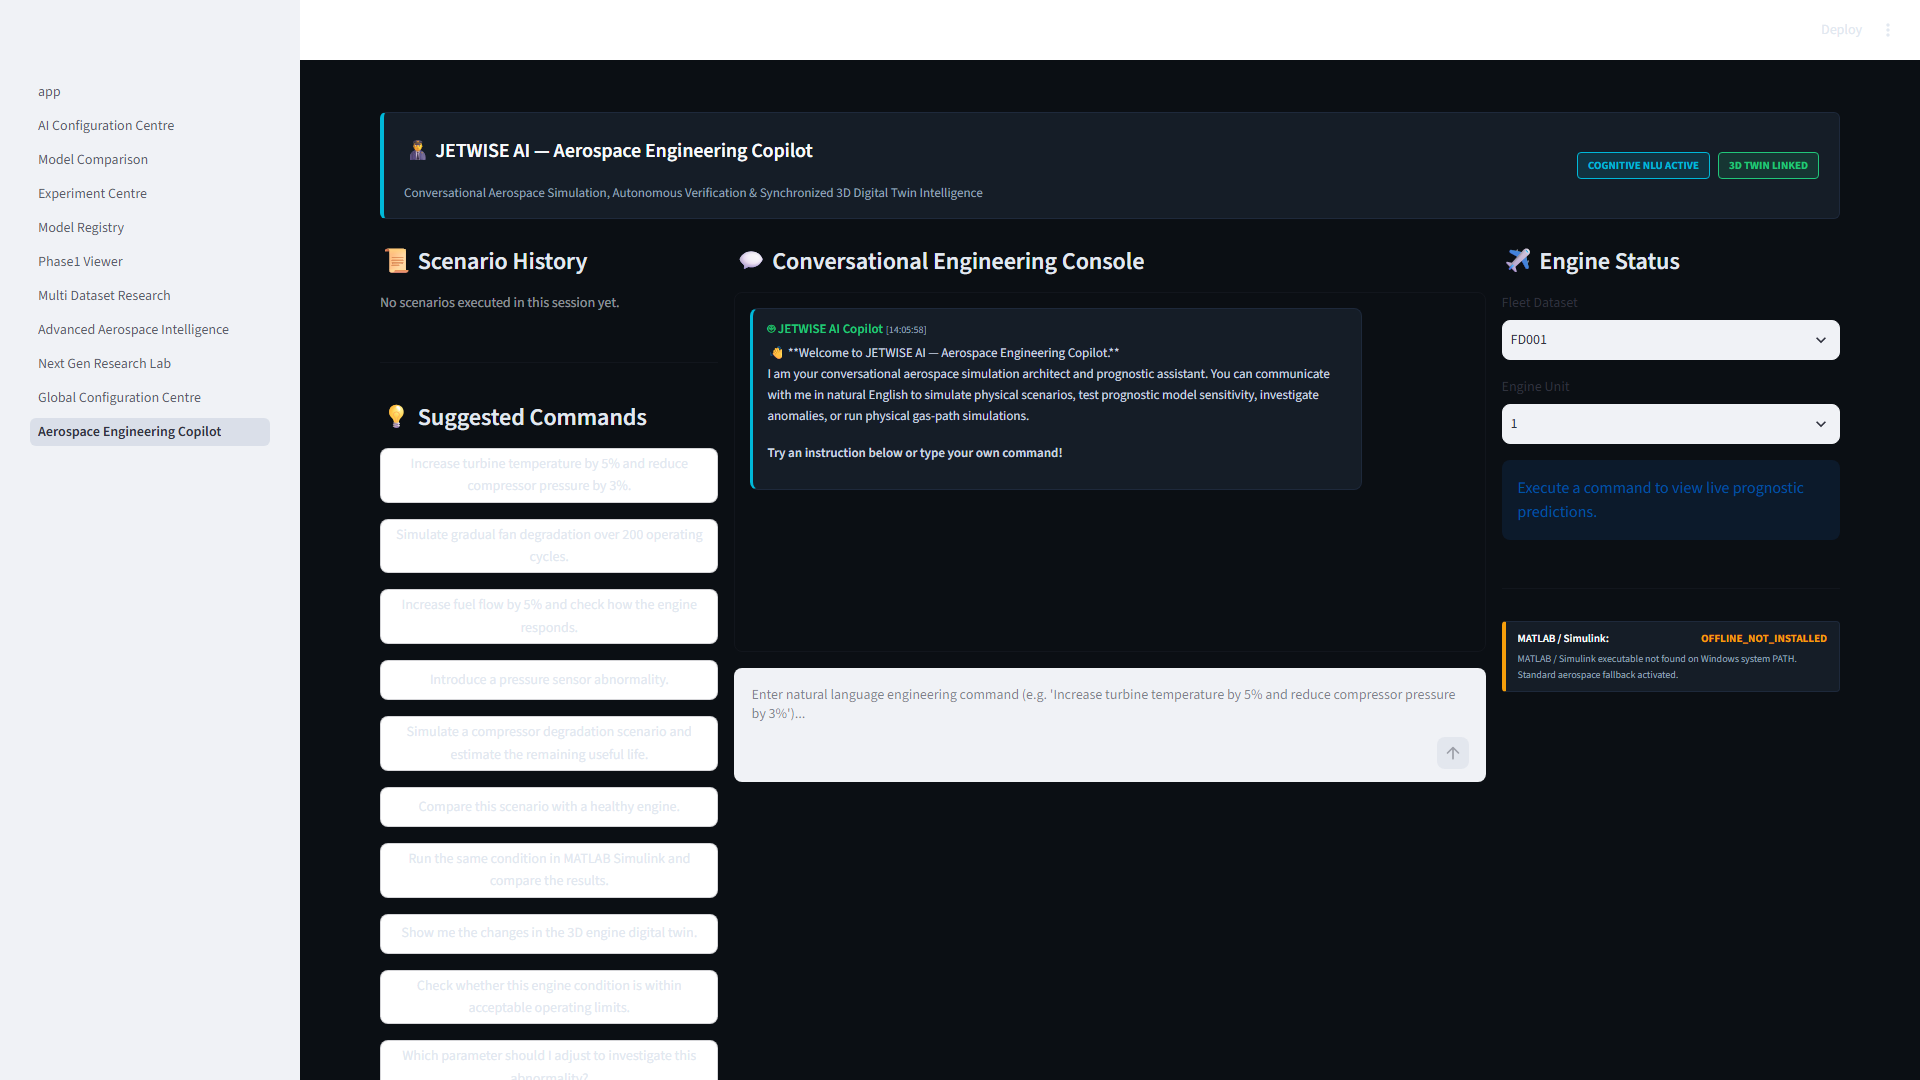 Deploy
app
AI Configuration Centre
Model Comparison
Experiment Centre
Model Registry
Phase1 Viewer
Multi Dataset Research
Advanced Aerospace Intelligence
Next Gen Research Lab
Global Configuration Centre
Aerospace Engineering Copilot
JETWISE AI — Aerospace Engineering Copilot
Conversational Aerospace Simulation, Autonomous Verification & Synchronized 3D Digital Twin Intelligence
COGNITIVE NLU ACTIVE
3D TWIN LINKED
Scenario History
No scenarios executed in this session yet.
Suggested Commands
Increase turbine temperature by 5% and reduce
compressor pressure by 3%.
Simulate gradual fan degradation over 200 operating
cycles.
Increase fuel flow by 5% and check how the engine
responds.
Introduce a pressure sensor abnormality.
Simulate a compressor degradation scenario and
estimate the remaining useful life.
Compare this scenario with a healthy engine.
Run the same condition in MATLAB Simulink and
compare the results.
Show me the changes in the 3D engine digital twin.
Check whether this engine condition is within
acceptable operating limits.
Which parameter should I adjust to investigate this
abnormality?
Conversational Engineering Console
JETWISE AI Copilot [14:05:58]
**Welcome to JETWISE AI — Aerospace Engineering Copilot.**
I am your conversational aerospace simulation architect and prognostic assistant. You can communicate
with me in natural English to simulate physical scenarios, test prognostic model sensitivity, investigate
anomalies, or run physical gas-path simulations.
Try an instruction below or type your own command!
Enter natural language engineering command (e.g. 'Increase turbine temperature by 5% and reduce compressor pressure
by 3%')...
Engine Status
Fleet Dataset
FD001
Engine Unit
1
Execute a command to view live prognostic
predictions.
MATLAB / Simulink: OFFLINE_NOT_INSTALLED
MATLAB / Simulink executable not found on Windows system PATH.
Standard aerospace fallback activated.